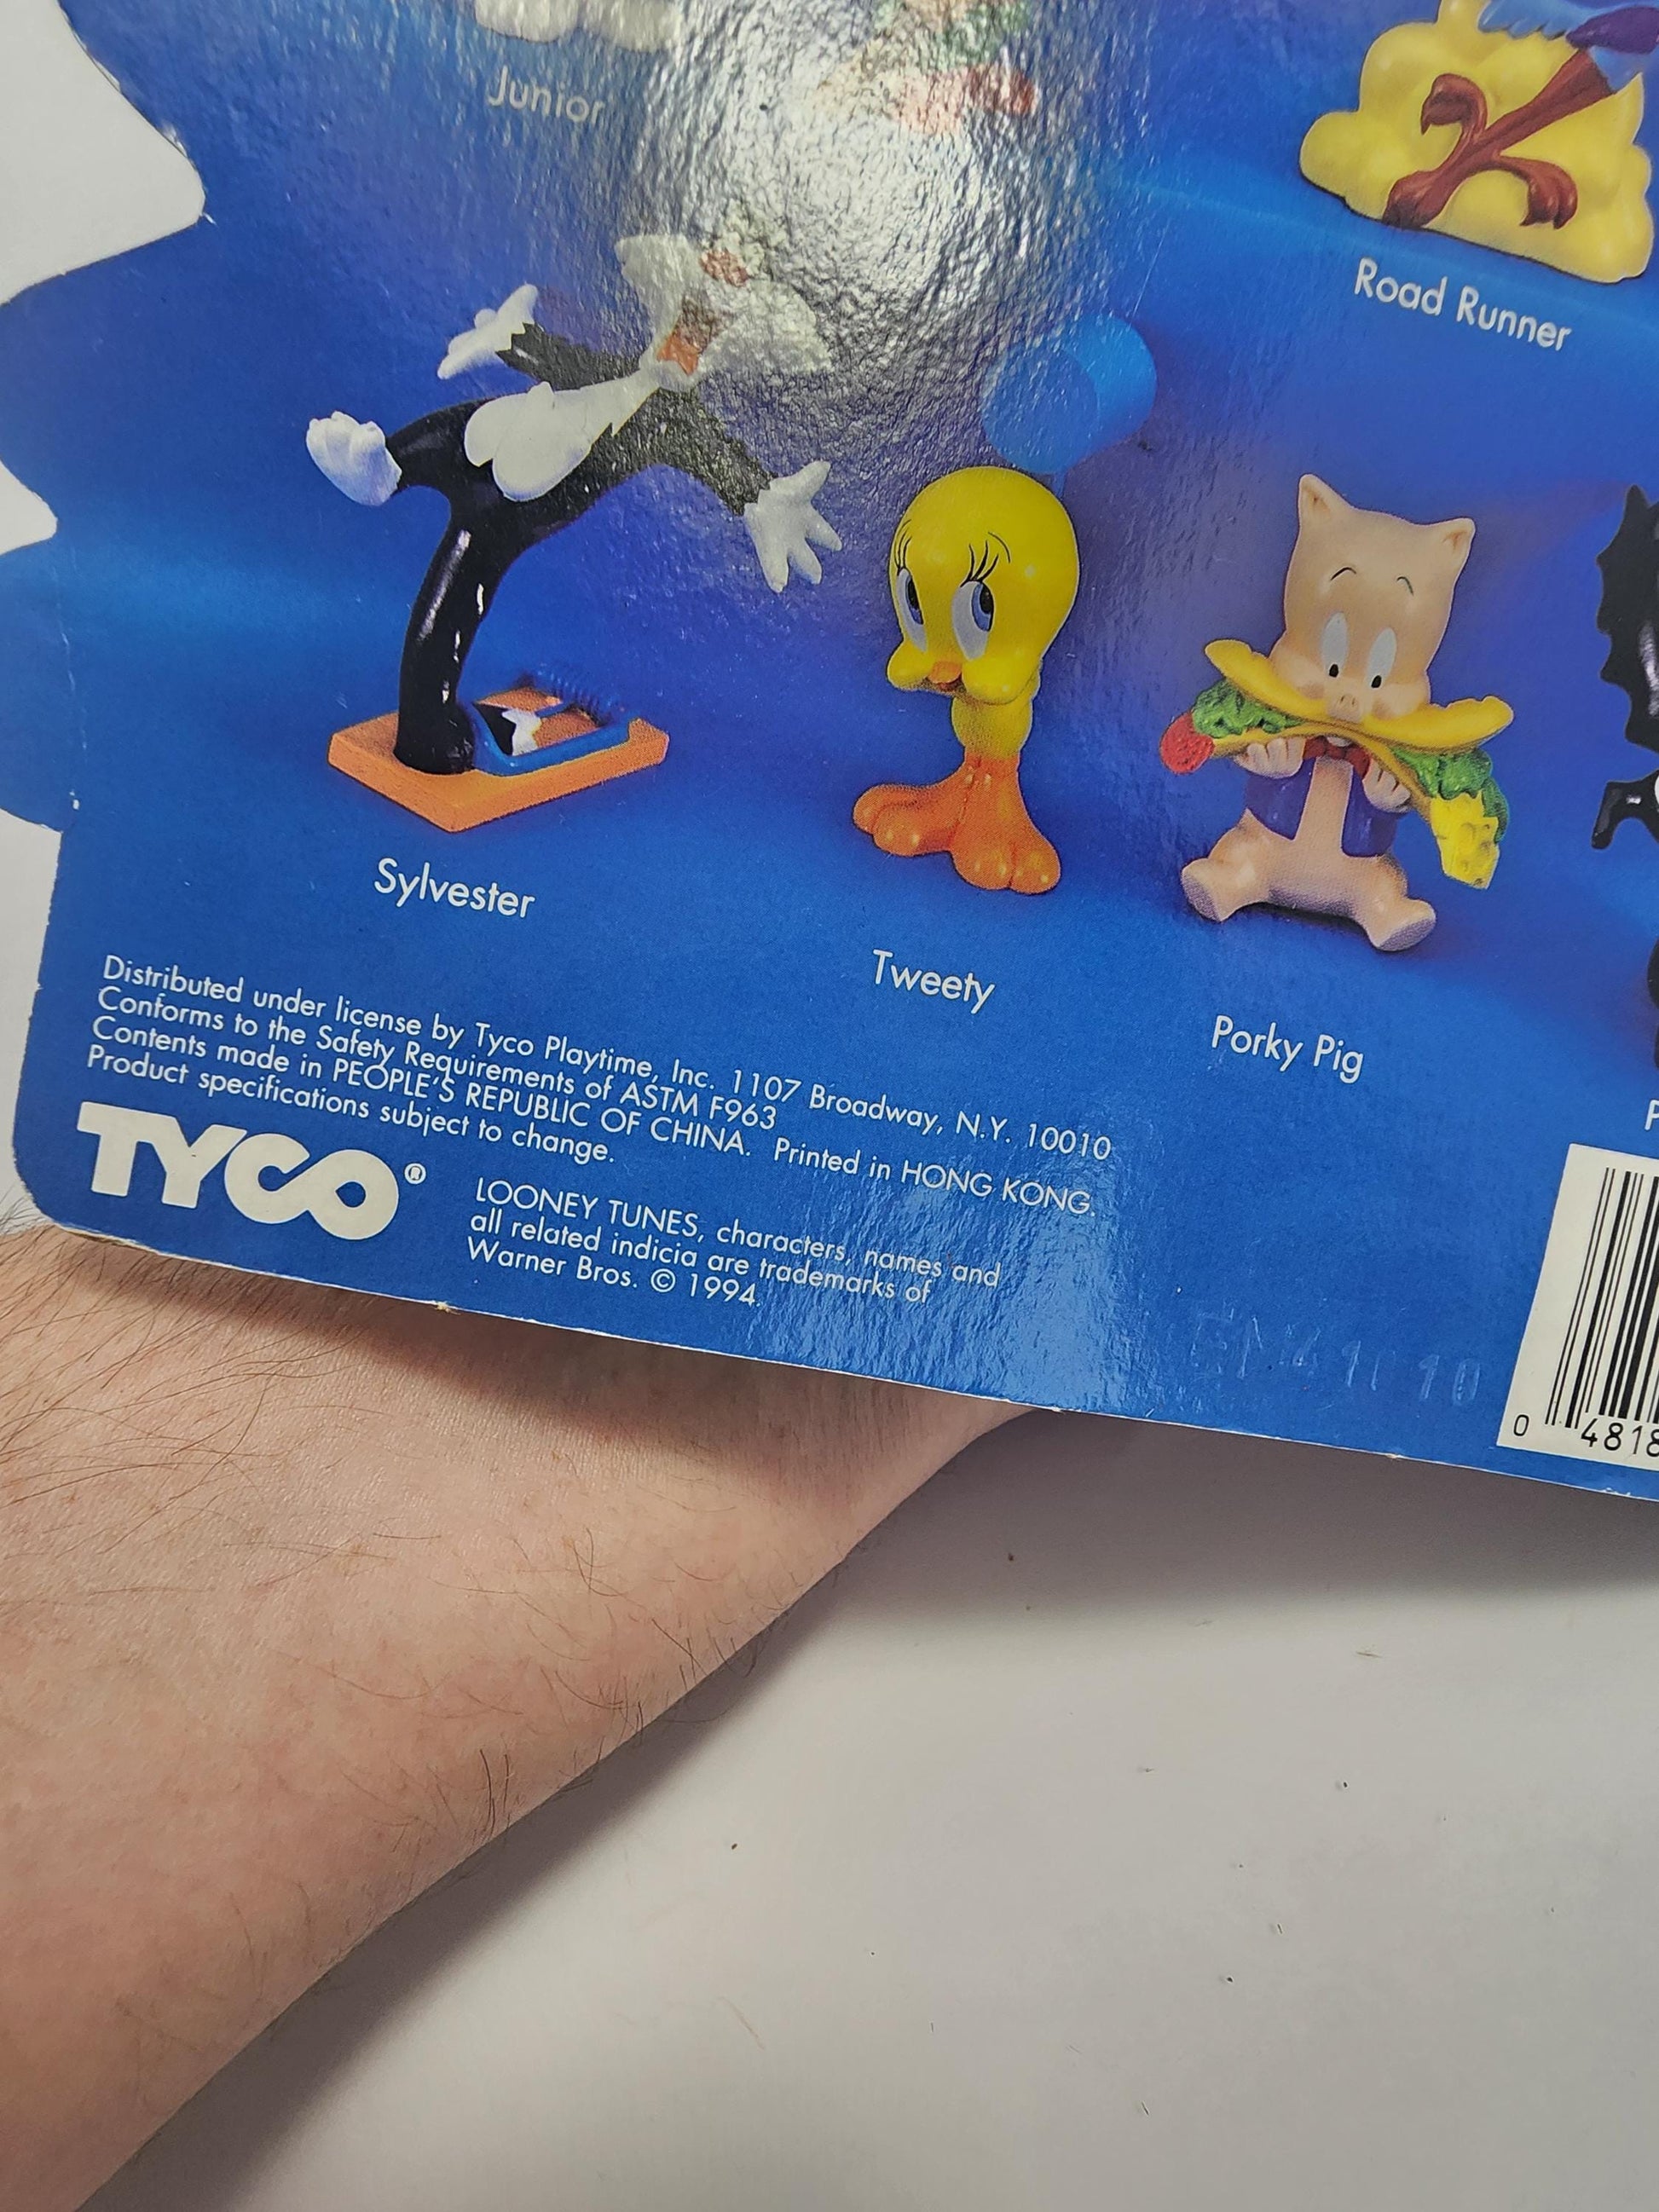 Junior
Road Runner
Sylvester
Tweety
Porky Pig
Distributed under license by Tyco Playtime, Inc. 1107 Broadway, N.Y. 10010
Conforms to the Safety Requirements of ASTM F963
Contents made in PEOPLE'S REPUBLIC OF CHINA. Printed in HONG KONG.
Product specifications subject to change.
TYCO®
LOONEY TUNES, characters, names and
all related indicia are trademarks of
Warner Bros. © 1994.
0 4818